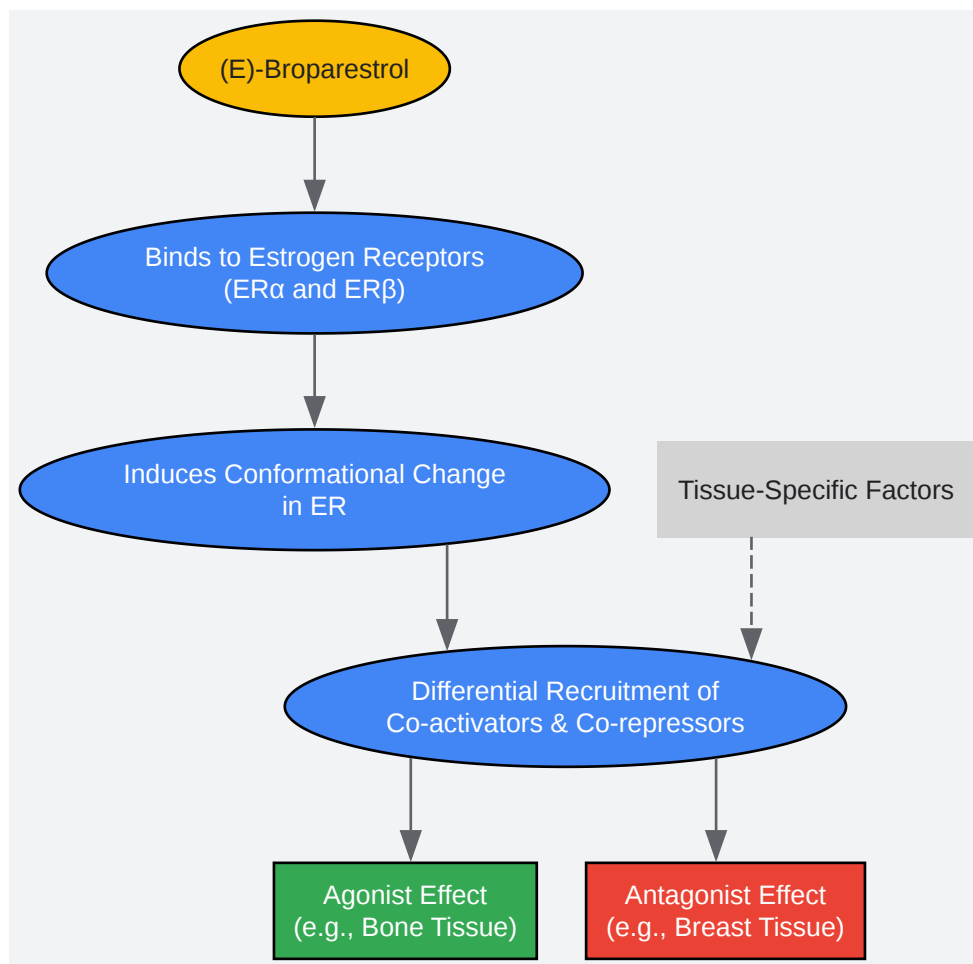 (E)-Broparestrol
Binds to Estrogen Receptors
(ERα and ERβ)
Induces Conformational Change
in ER
Tissue-Specific Factors
Differential Recruitment of
Co-activators & Co-repressors
Agonist Effect
(e.g., Bone Tissue)
Antagonist Effect
(e.g., Breast Tissue)